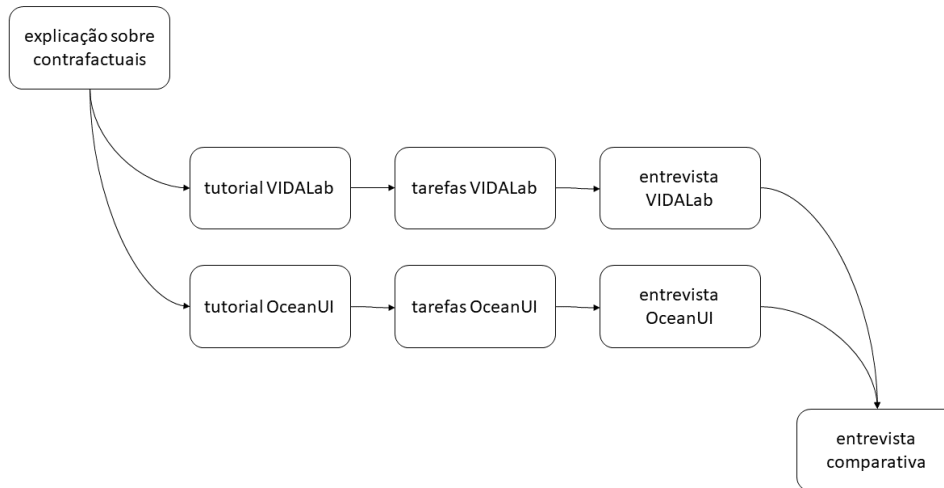 explicação sobre
contrafactuais
tutorial VIDALab
tarefas VIDALab
entrevista
VIDALab
tutorial OceanUI
tarefas OceanUI
entrevista
OceanUI
entrevista
comparativa